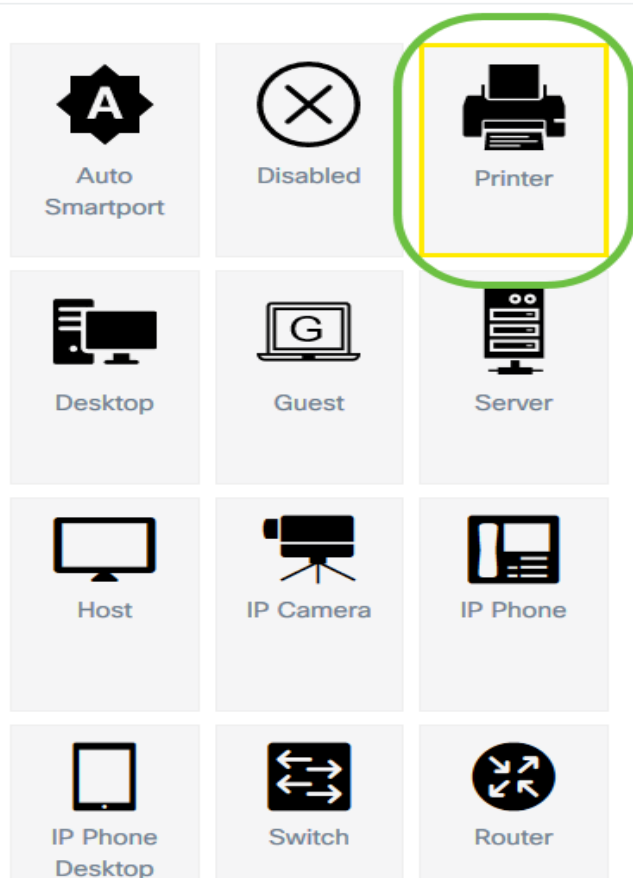 A
Auto
Smartport
Disabled
Printer
Desktop
G
Guest
Server
Host
IP Camera
IP Phone
IP Phone
Desktop
Switch
Router